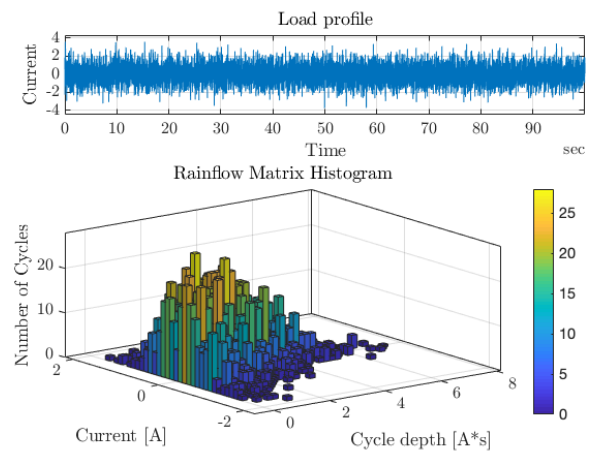 Load profile
4
2
0
-2
-4
Current
0 10 20 30 40 50 60 70 80 90
sec
Time
Rainflow Matrix Histogram
Number of Cycles
20
10
0
2
0
-2
Current [A]
0
2
4
6
8
Cycle depth [A*s]
25
20
15
10
5
0